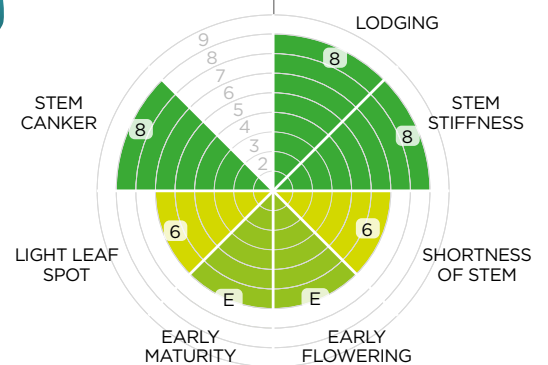 LODGING
9
8
7
6
5
4
3
2
8
STEM
STIFFNESS
8
SHORTNESS
OF STEM
6
EARLY
FLOWERING
E
EARLY
MATURITY
E
LIGHT LEAF
SPOT
6
STEM
CANKER
8